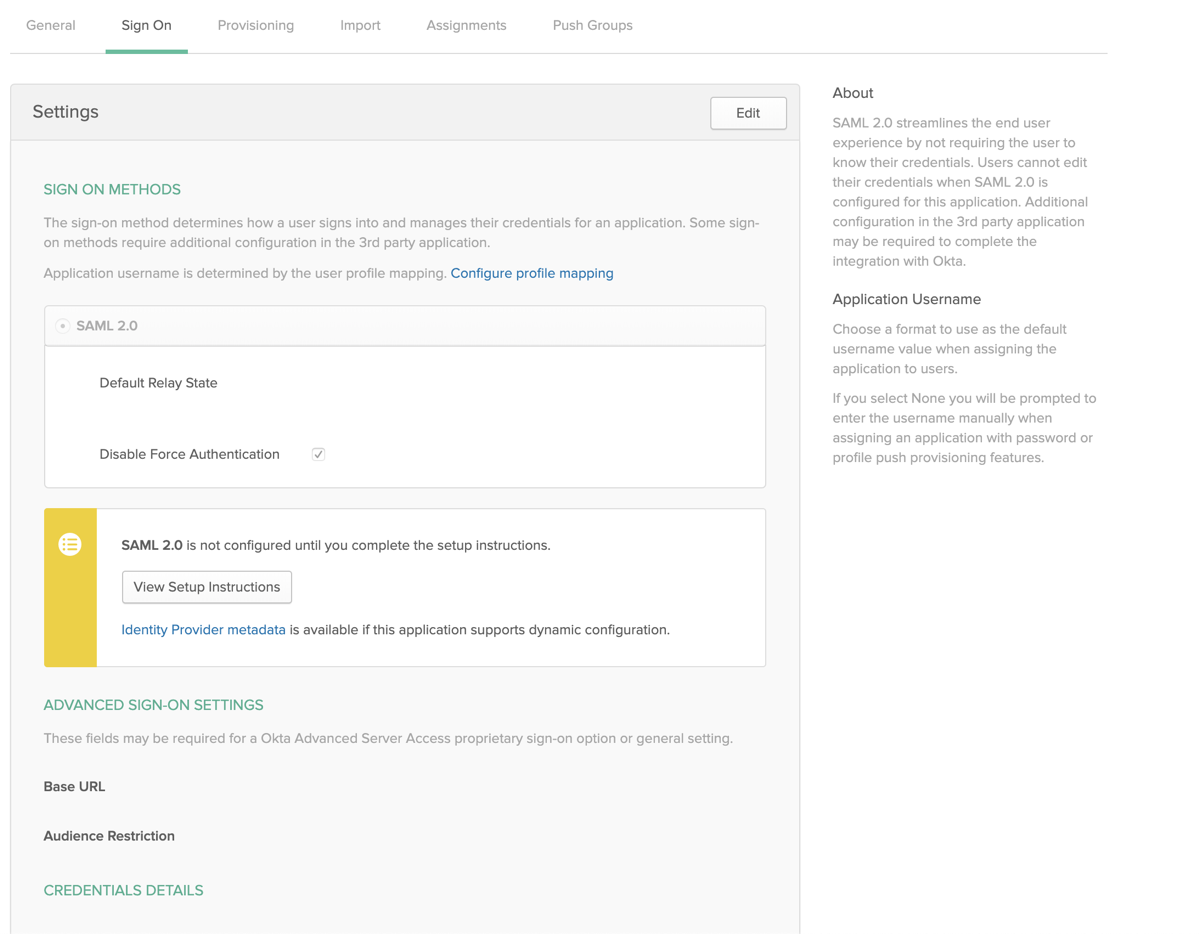 General
Sign On
Provisioning
Import
Assignments
Push Groups
Settings
Edit
SIGN ON METHODS
The sign-on method determines how a user signs into and manages their credentials for an application. Some sign-
on methods require additional configuration in the 3rd party application.
Application username is determined by the user profile mapping. Configure profile mapping
SAML 2.0
Default Relay State
Disable Force Authentication
SAML 2.0 is not configured until you complete the setup instructions.
View Setup Instructions
Identity Provider metadata is available if this application supports dynamic configuration.
ADVANCED SIGN-ON SETTINGS
These fields may be required for a Okta Advanced Server Access proprietary sign-on option or general setting.
Base URL
Audience Restriction
CREDENTIALS DETAILS
About
SAML 2.0 streamlines the end user
experience by not requiring the user to
know their credentials. Users cannot edit
their credentials when SAML 2.0 is
configured for this application. Additional
configuration in the 3rd party application
may be required to complete the
integration with Okta.
Application Username
Choose a format to use as the default
username value when assigning the
application to users.
If you select None you will be prompted to
enter the username manually when
assigning an application with password or
profile push provisioning features.